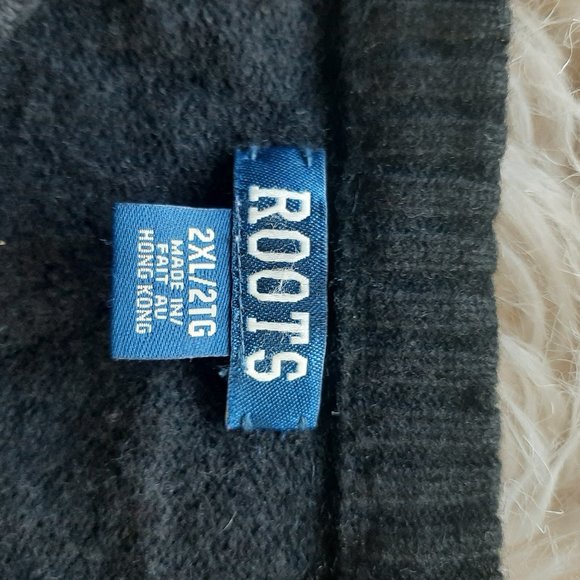 ROOTS
2XL/2TG
MADE IN/
FAIT AU
HONG KONG